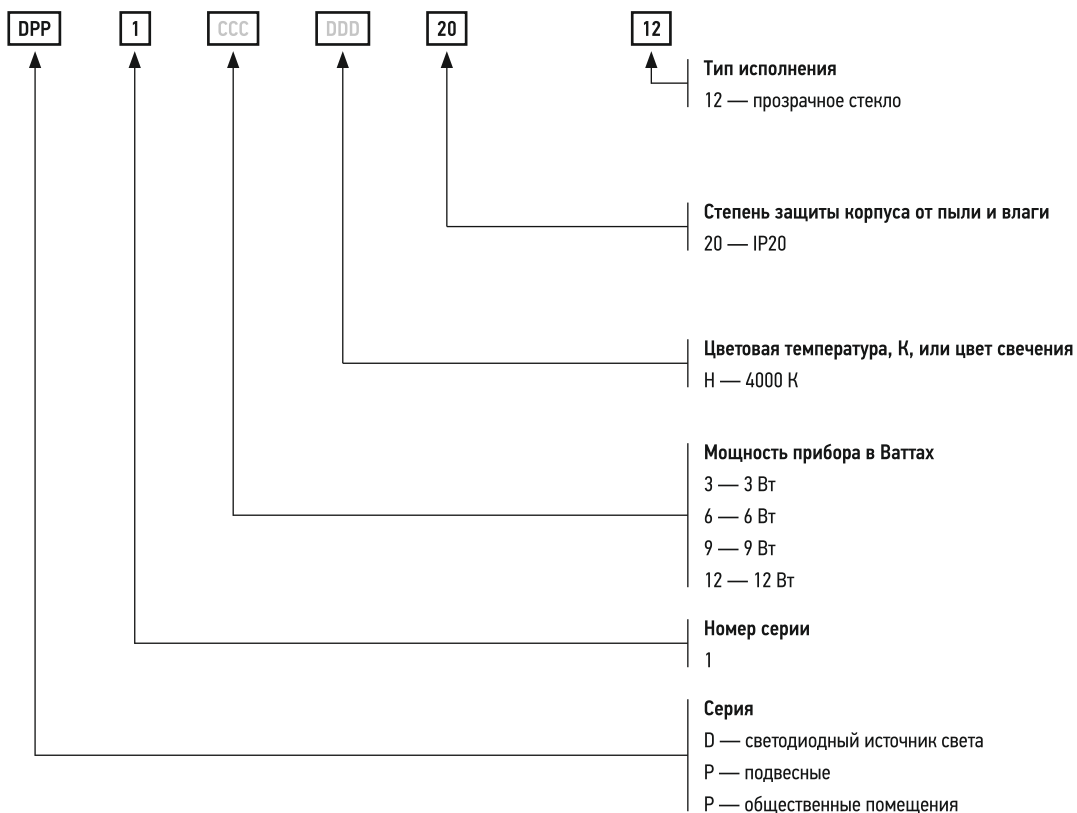 DPP 1 CCC DDD 20 12
Тип исполнения
12 — прозрачное стекло
Степень защиты корпуса от пыли и влаги
20 — IP20
Цветовая температура, К, или цвет свечения
Н — 4000 К
Мощность прибора в Ваттах
3 — 3 Вт
6 — 6 Вт
9 — 9 Вт
12 — 12 Вт
Номер серии
1
Серия
D — светодиодный источник света
P — подвесные
P — общественные помещения